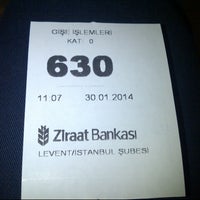 GİŞE İŞLEMLERİ
KAT: 0
630
11:07 30.01.2014
Ziraat Bankası
LEVENT/İSTANBUL ŞUBESİ